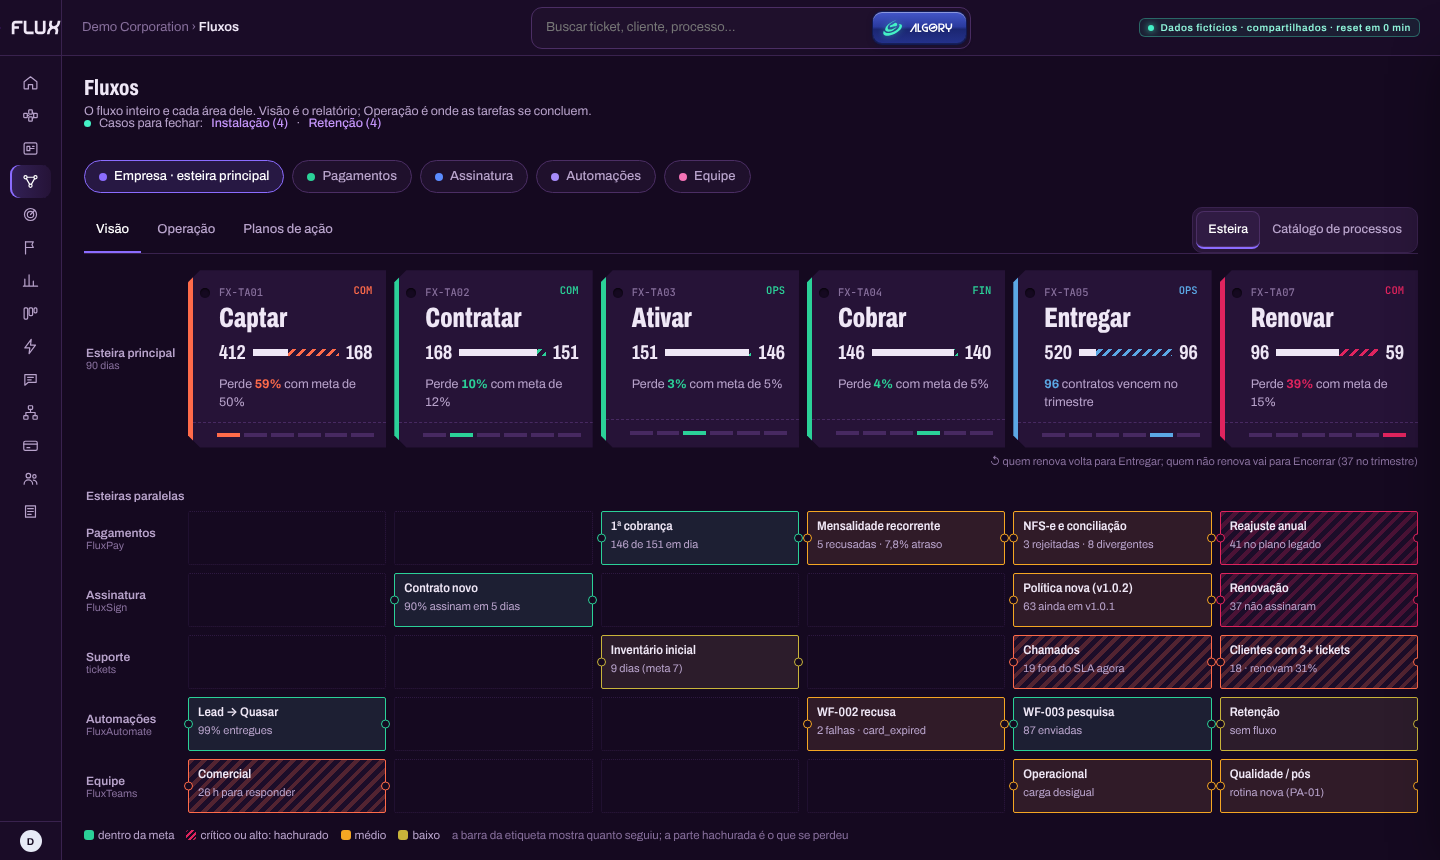 FLUX
Demo Corporation › Fluxos
Buscar ticket, cliente, processo...
ALGORY
Dados fictícios · compartilhados · reset em 0 min
Fluxos
O fluxo inteiro e cada área dele. Visão é o relatório; Operação é onde as tarefas se concluem.
Casos para fechar: Instalação (4) · Retenção (4)
Empresa · esteira principal
Pagamentos
Assinatura
Automações
Equipe
Visão
Operação
Planos de ação
Esteira
Catálogo de processos
Esteira principal
90 dias
FX-TA01 COM
Captar
412 168
Perde 59% com meta de
50%
FX-TA02 COM
Contratar
168 151
Perde 10% com meta de
12%
FX-TA03 OPS
Ativar
151 146
Perde 3% com meta de 5%
FX-TA04 FIN
Cobrar
146 140
Perde 4% com meta de 5%
FX-TA05 OPS
Entregar
520 96
96 contratos vencem no
trimestre
FX-TA07 COM
Renovar
96 59
Perde 39% com meta de
15%
↺ quem renova volta para Entregar; quem não renova vai para Encerrar (37 no trimestre)
Esteiras paralelas
Pagamentos
FluxPay
1ª cobrança
146 de 151 em dia
Mensalidade recorrente
5 recusadas · 7,8% atraso
NFS-e e conciliação
3 rejeitadas · 8 divergentes
Reajuste anual
41 no plano legado
Assinatura
FluxSign
Contrato novo
90% assinam em 5 dias
Política nova (v1.0.2)
63 ainda em v1.0.1
Renovação
37 não assinaram
Suporte
tickets
Inventário inicial
9 dias (meta 7)
Chamados
19 fora do SLA agora
Clientes com 3+ tickets
18 · renovam 31%
Automações
FluxAutomate
Lead → Quasar
99% entregues
WF-002 recusa
2 falhas · card_expired
WF-003 pesquisa
87 enviadas
Retenção
sem fluxo
Equipe
FluxTeams
Comercial
26 h para responder
Operacional
carga desigual
Qualidade / pós
rotina nova (PA-01)
D
dentro da meta
crítico ou alto: hachurado
médio
baixo
a barra da etiqueta mostra quanto seguiu; a parte hachurada é o que se perdeu